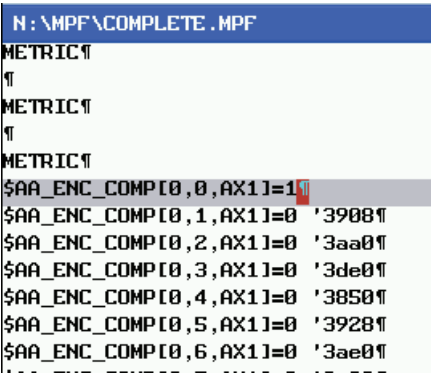 N:\MPF\COMPLETE.MPF
METRIC¶
¶
METRIC¶
¶
METRIC¶
$AA_ENC_COMP[0,0,AX1]=1¶
$AA_ENC_COMP[0,1,AX1]=0 '3908¶
$AA_ENC_COMP[0,2,AX1]=0 '3aa0¶
$AA_ENC_COMP[0,3,AX1]=0 '3de0¶
$AA_ENC_COMP[0,4,AX1]=0 '3850¶
$AA_ENC_COMP[0,5,AX1]=0 '3928¶
$AA_ENC_COMP[0,6,AX1]=0 '3ae0¶